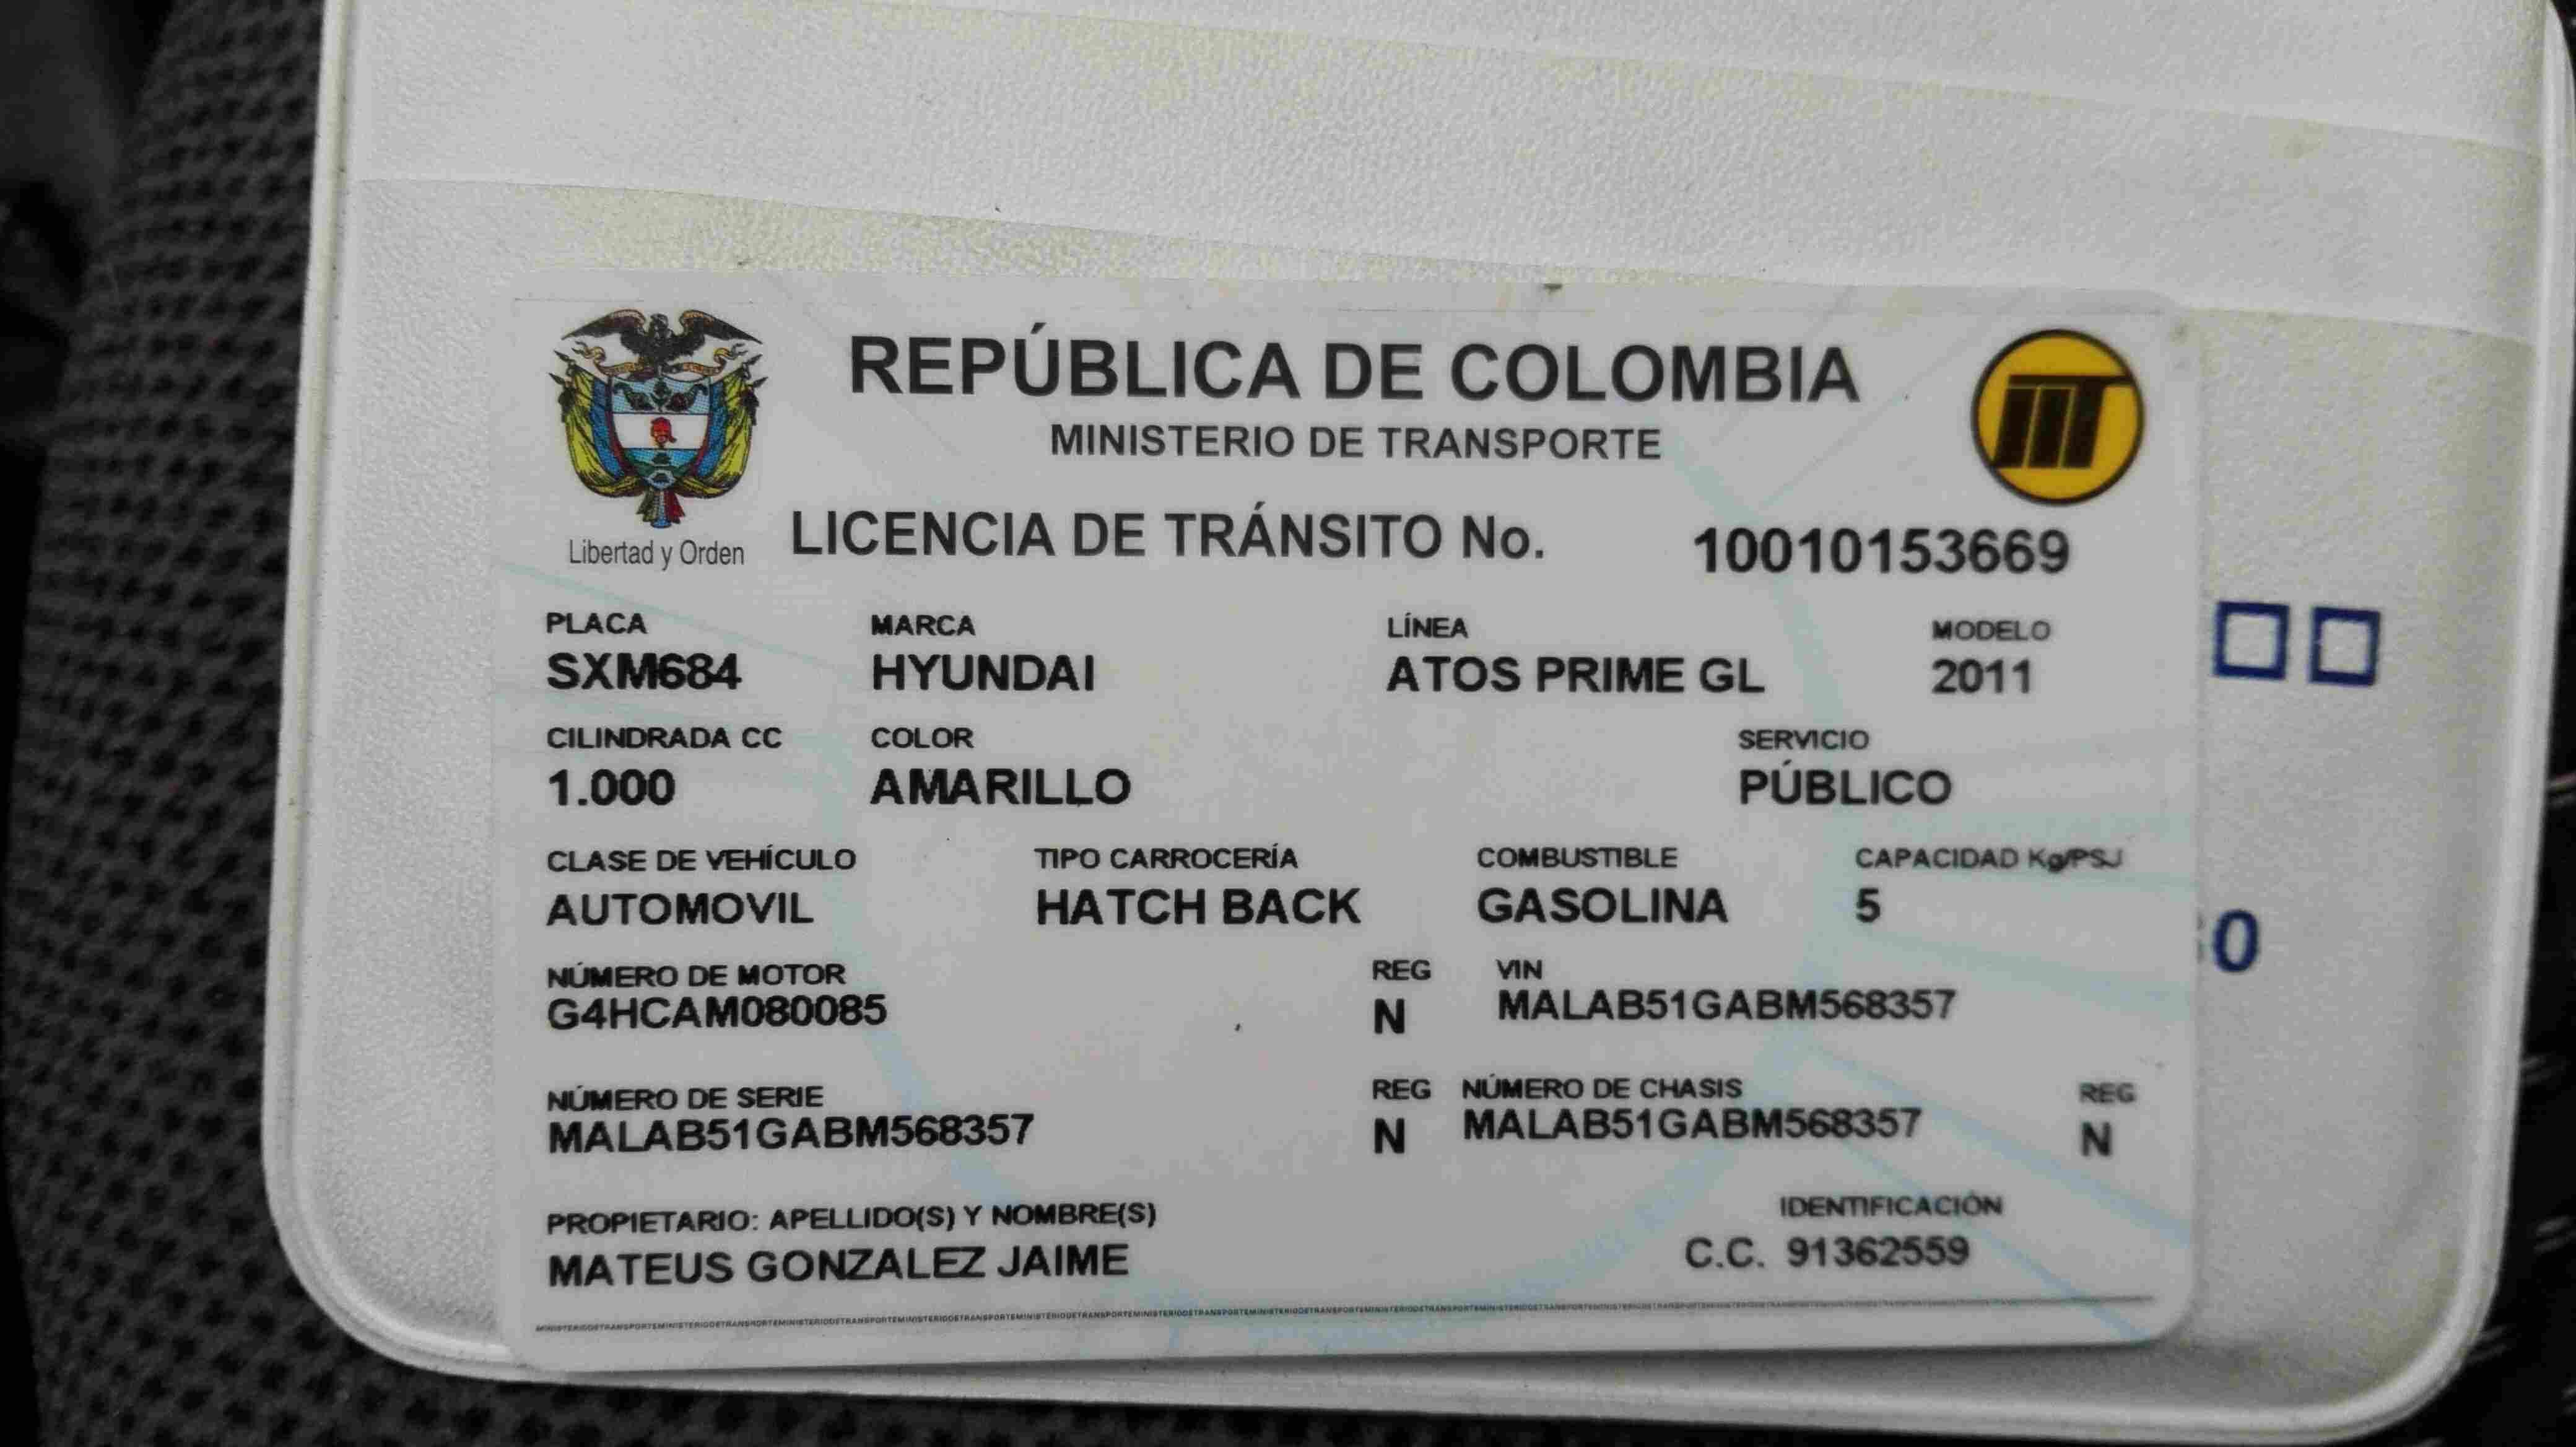 REPÚBLICA DE COLOMBIA
MINISTERIO DE TRANSPORTE
Libertad y Orden
LICENCIA DE TRÁNSITO No. 10010153669
PLACA MARCA LÍNEA MODELO
SXM684 HYUNDAI ATOS PRIME GL 2011
CILINDRADA CC COLOR SERVICIO
1.000 AMARILLO PÚBLICO
CLASE DE VEHÍCULO TIPO CARROCERÍA COMBUSTIBLE CAPACIDAD Kg/PSJ
AUTOMOVIL HATCH BACK GASOLINA 5
NÚMERO DE MOTOR REG VIN
G4HCAM080085 N MALAB51GABM568357
NÚMERO DE SERIE REG NÚMERO DE CHASIS REG
MALAB51GABM568357 N MALAB51GABM568357 N
PROPIETARIO: APELLIDO(S) Y NOMBRE(S) IDENTIFICACIÓN
MATEUS GONZALEZ JAIME C.C. 91362559